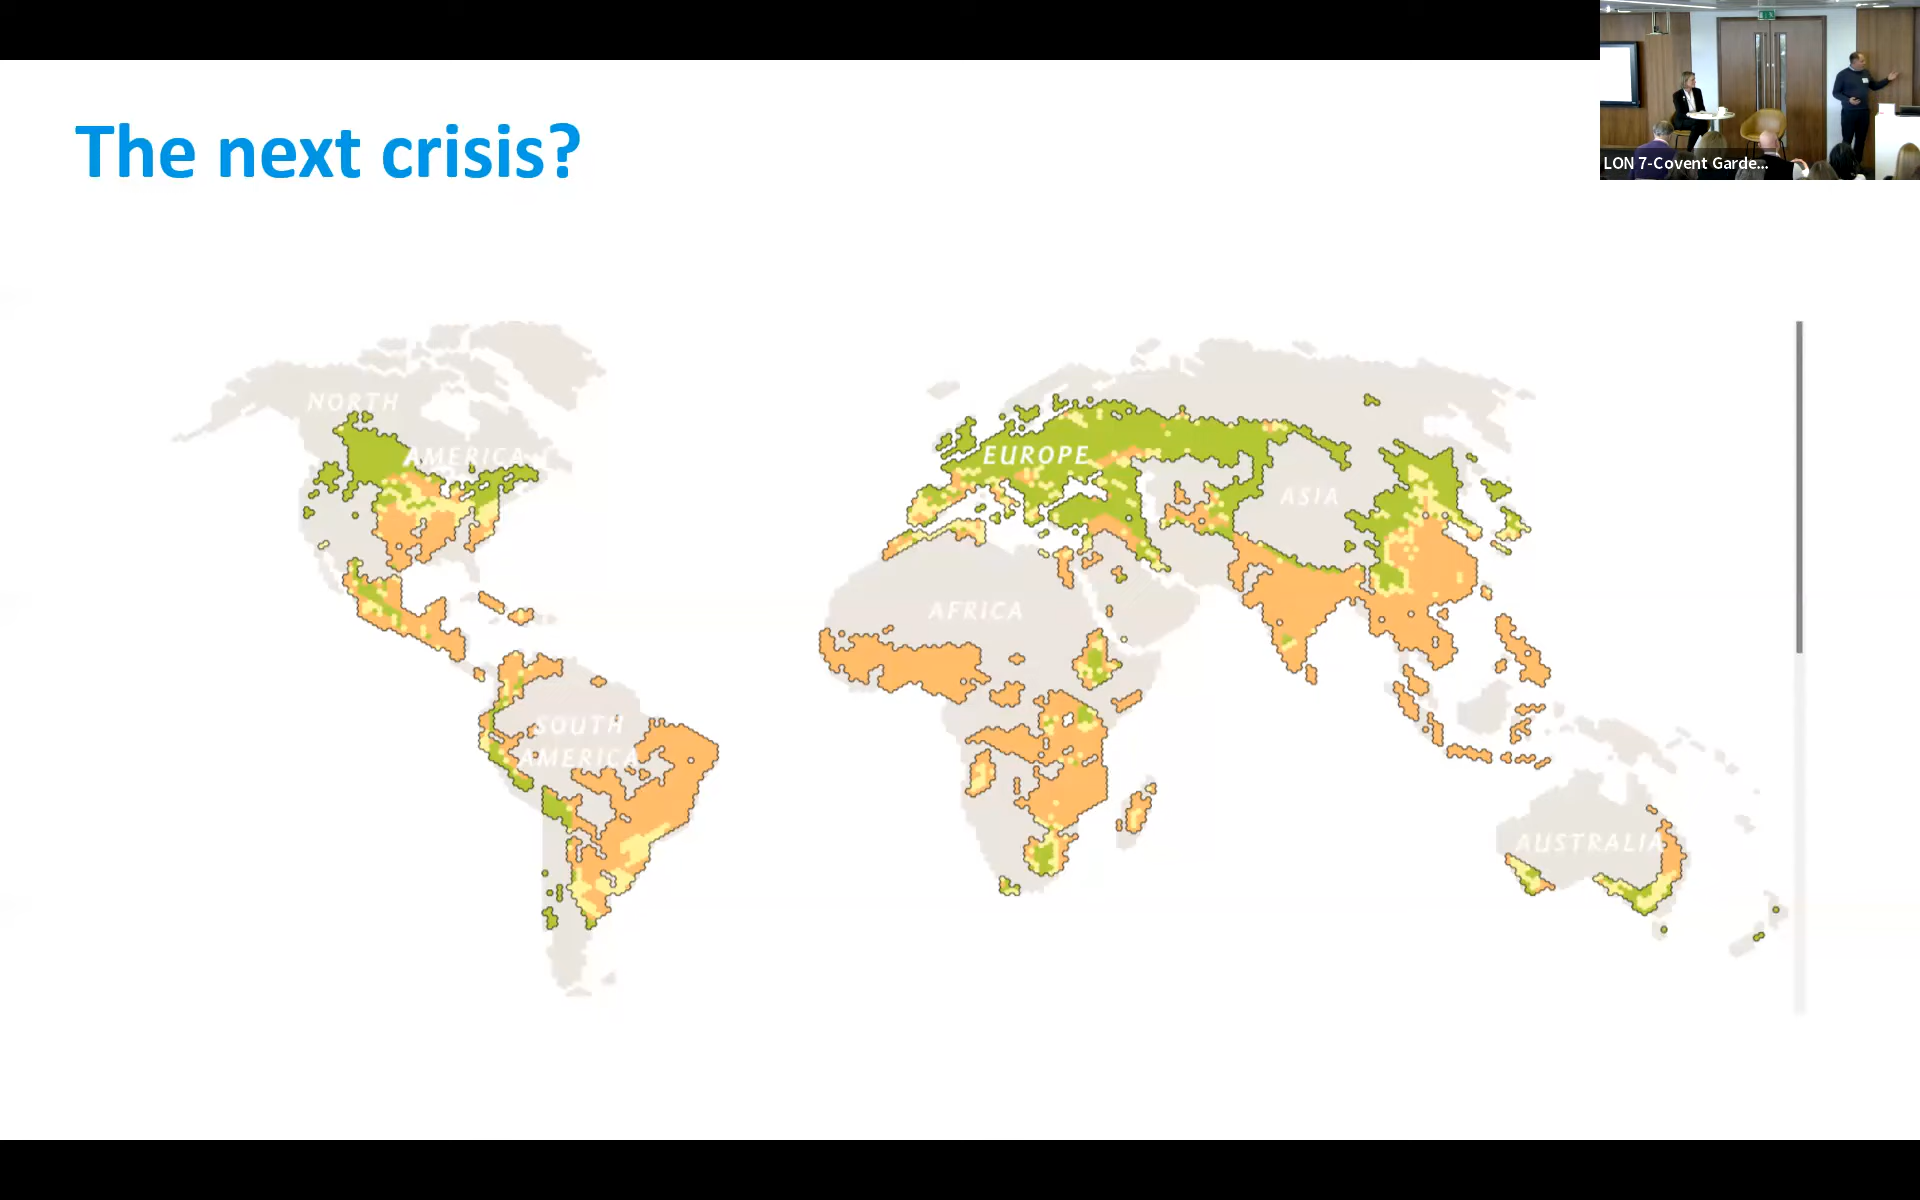 The next crisis?
LON 7-Covent Garde...
NORTH
AMERICA
EUROPE
ASIA
AFRICA
SOUTH
AMERICA
AUSTRALIA